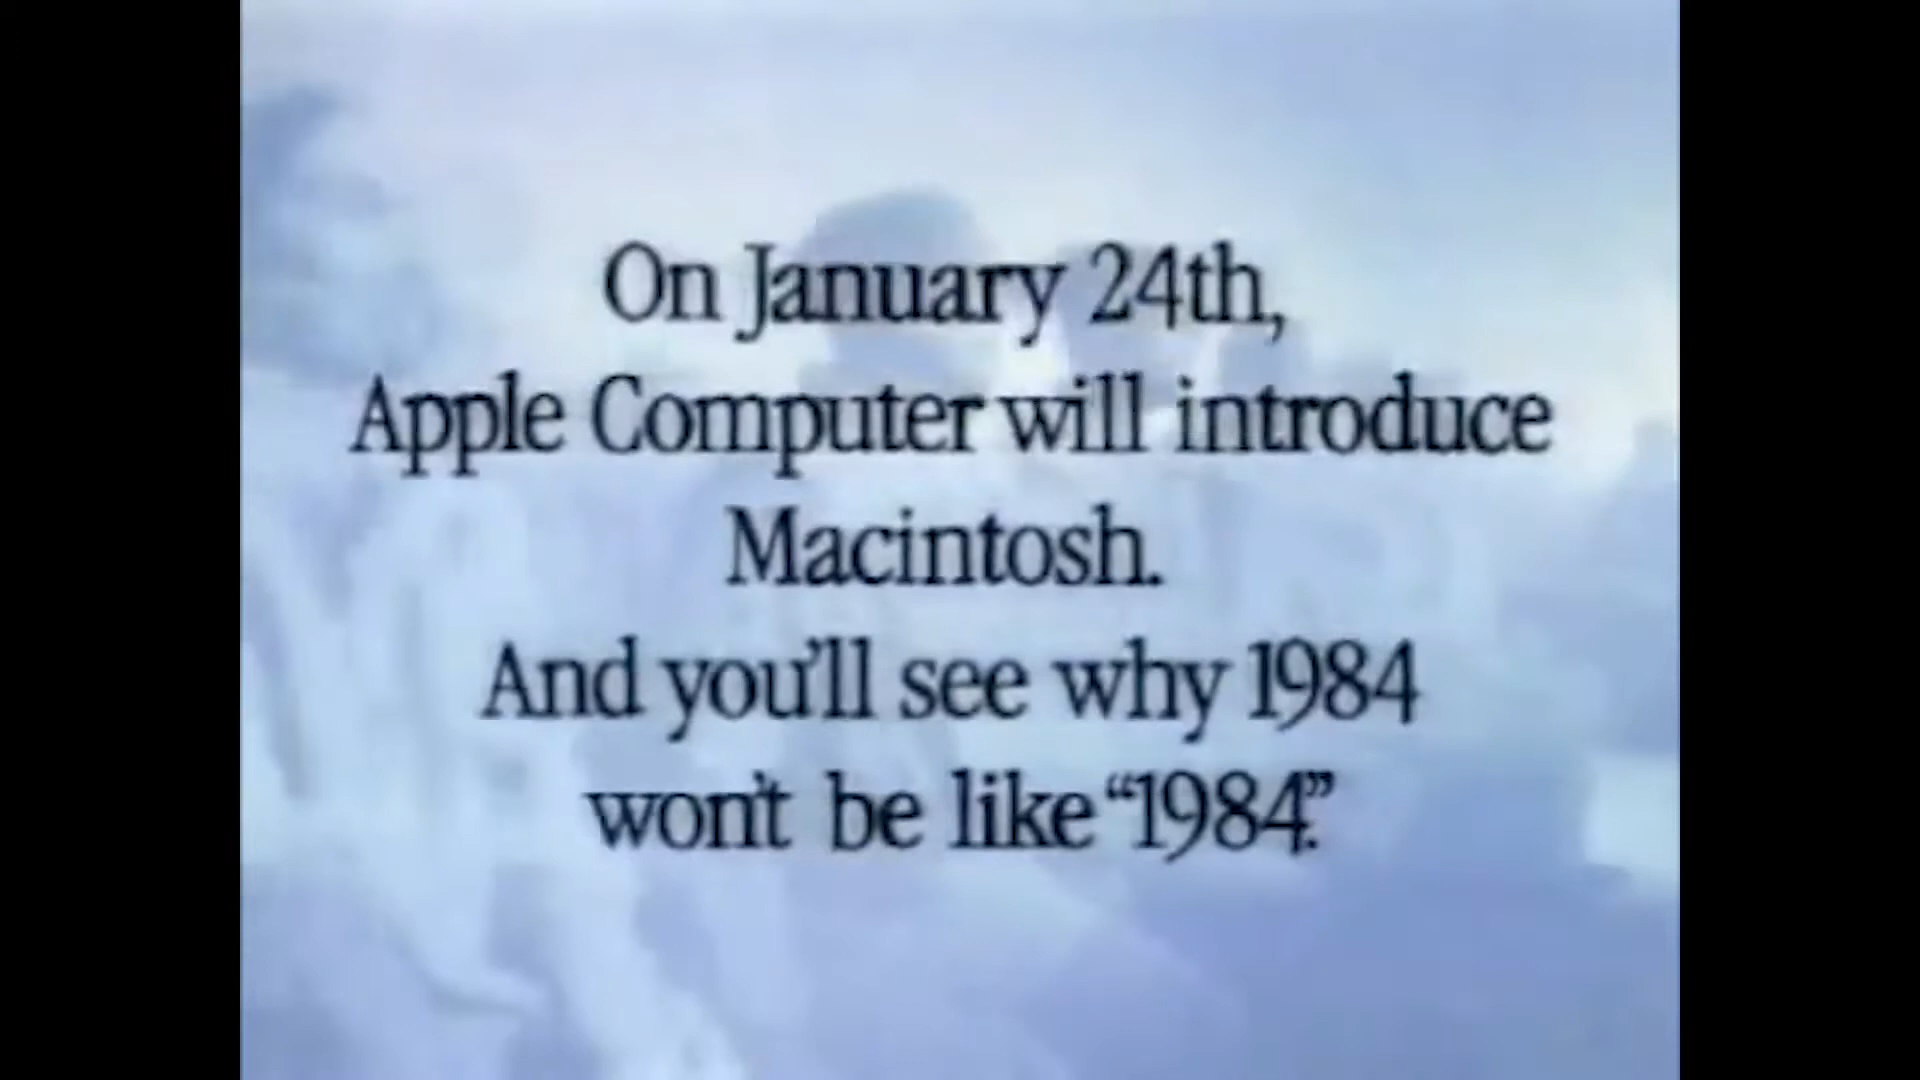 On January 24th,
Apple Computer will introduce
Macintosh.
And you'll see why 1984
won't be like “1984.”